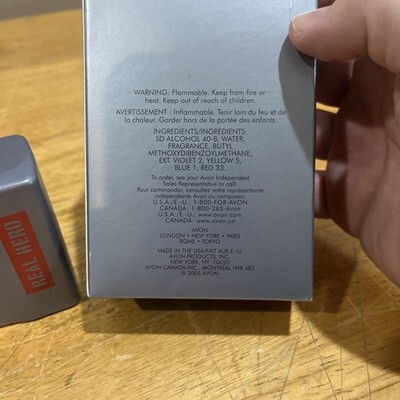 WARNING: Flammable. Keep from fire or
heat. Keep out of reach of children.
AVERTISSEMENT : Inflammable. Tenir loin du feu et de
la chaleur. Garder hors de la portée des enfants.
INGREDIENTS/INGRÉDIENTS:
SD ALCOHOL 40-B, WATER,
FRAGRANCE, BUTYL
METHOXYDIBENZOYLMETHANE,
EXT. VIOLET 2, YELLOW 5,
BLUE 1, RED 33.
To order, see your Avon Independent
Sales Representative or call:
Pour commander, consultez votre représentante
indépendante Avon ou composez:
U.S.A./É.-U. : 1-800-FOR-AVON
CANADA: 1-800-265-Avon
U.S.A./É.-U.: www.avon.com
CANADA: www.avon.ca
AVON
LONDON • NEW YORK • PARIS
ROME • TOKYO
MADE IN THE USA/FAIT AUX É.-U.
AVON PRODUCTS, INC.
NEW YORK, NY 10020
AVON CANADA INC., MONTRÉAL H9R 4R3
© 2005 AVON
REAL HERO